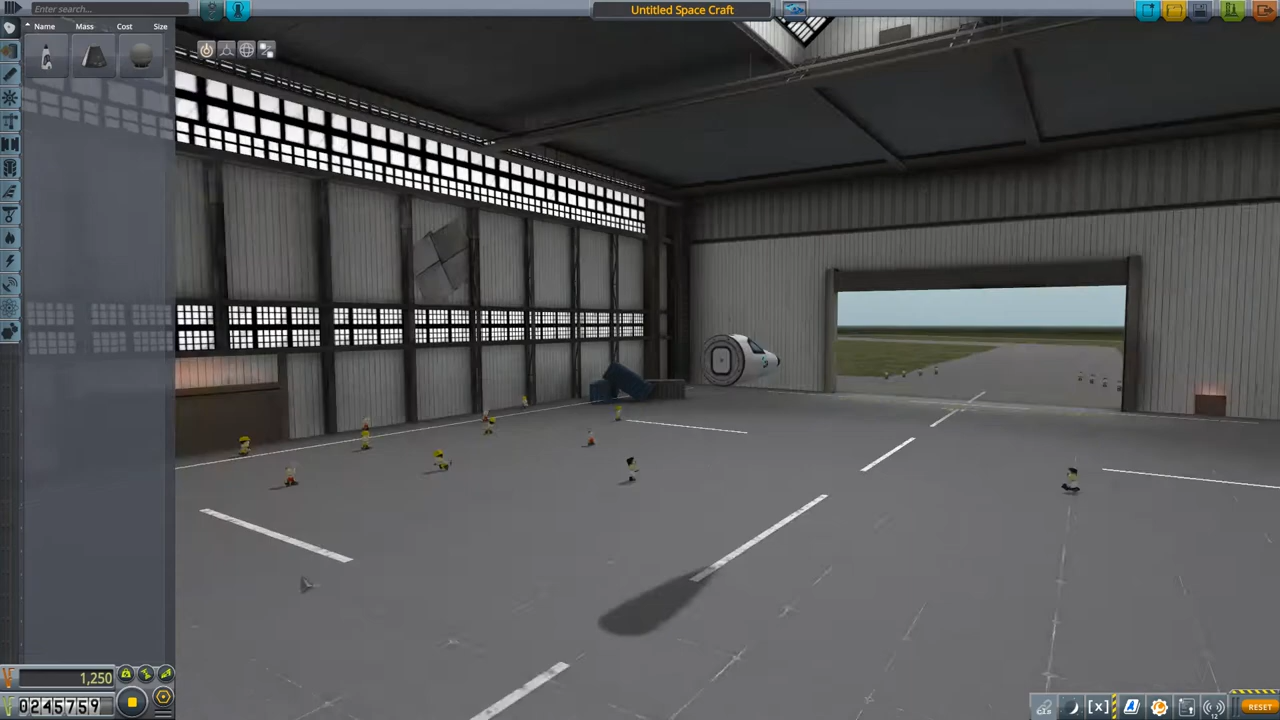 Enter search...
Untitled Space Craft
Name Mass Cost Size
1,250
0245759
[x]
RESET